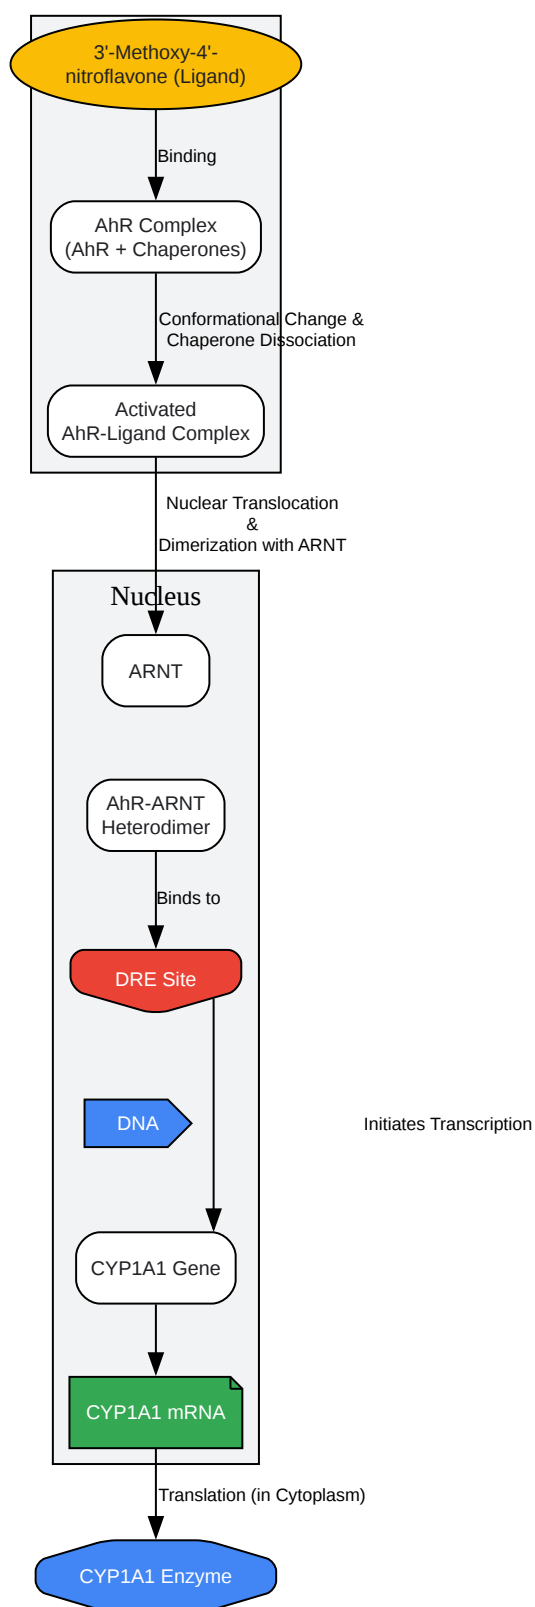 3'-Methoxy-4'-
nitroflavone (Ligand)
Binding
AhR Complex
(AhR + Chaperones)
Conformational Change &
Chaperone Dissociation
Activated
AhR-Ligand Complex
Nuclear Translocation
&
Dimerization with ARNT
Nucleus
ARNT
AhR-ARNT
Heterodimer
Binds to
DRE Site
DNA
Initiates Transcription
CYP1A1 Gene
CYP1A1 mRNA
Translation (in Cytoplasm)
CYP1A1 Enzyme